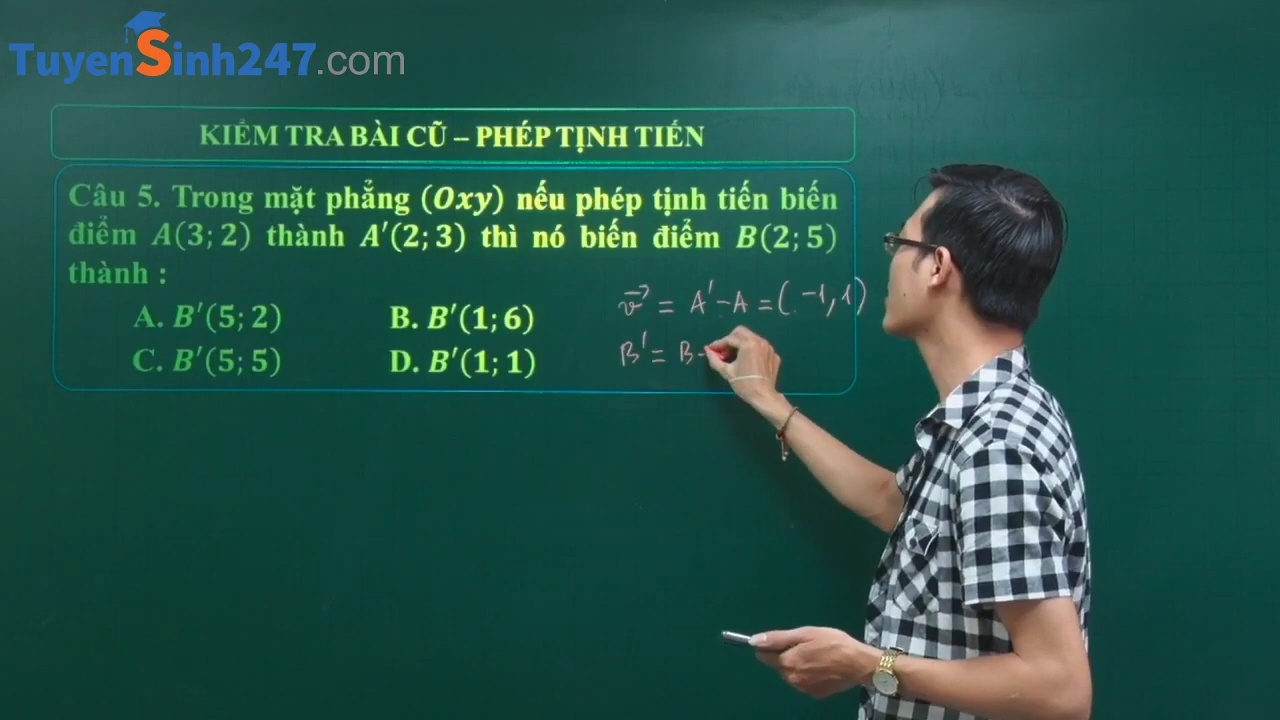 TuyenSinh247.com
KIỂM TRA BÀI CŨ – PHÉP TỊNH TIẾN
Câu 5. Trong mặt phẳng (Oxy) nếu phép tịnh tiến biến
điểm A(3; 2) thành A′(2; 3) thì nó biến điểm B(2; 5)
thành :
A. B′(5; 2) B. B′(1; 6)
C. B′(5; 5) D. B′(1; 1)
v⃗ = A' - A = (-1, 1)
B' = B